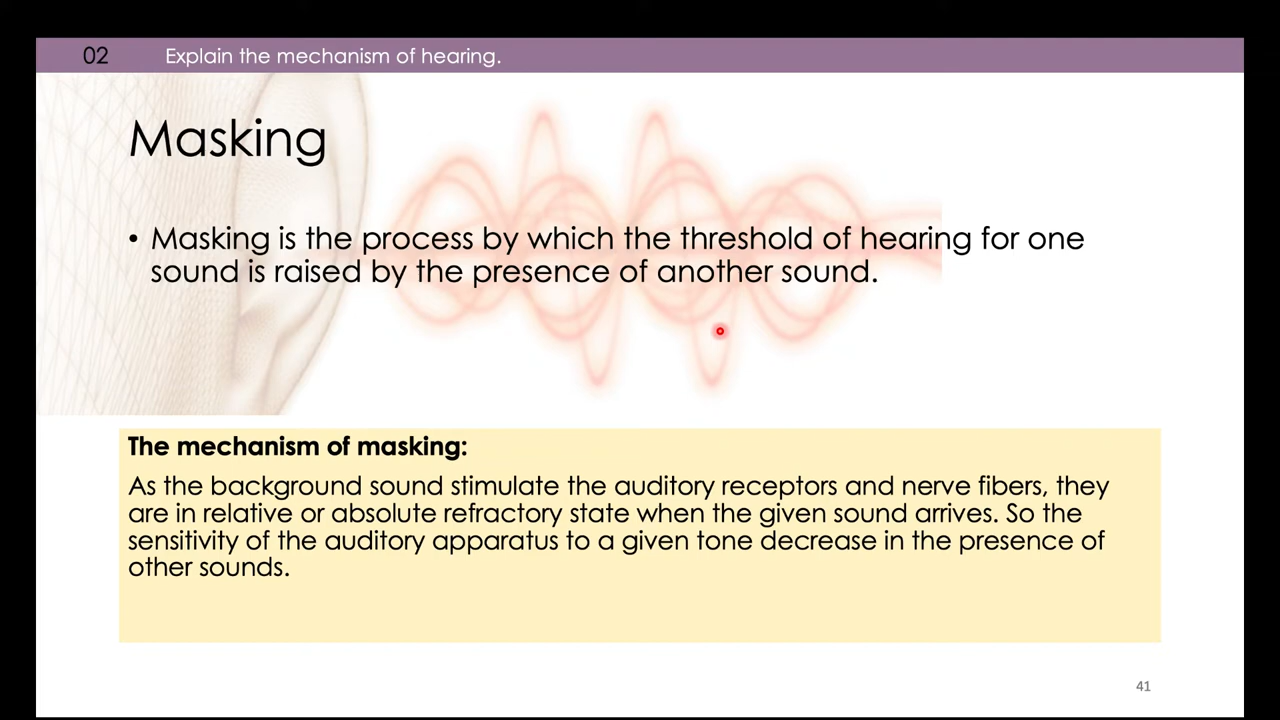 02 Explain the mechanism of hearing.
Masking
• Masking is the process by which the threshold of hearing for one
sound is raised by the presence of another sound.
The mechanism of masking:
As the background sound stimulate the auditory receptors and nerve fibers, they
are in relative or absolute refractory state when the given sound arrives. So the
sensitivity of the auditory apparatus to a given tone decrease in the presence of
other sounds.
41